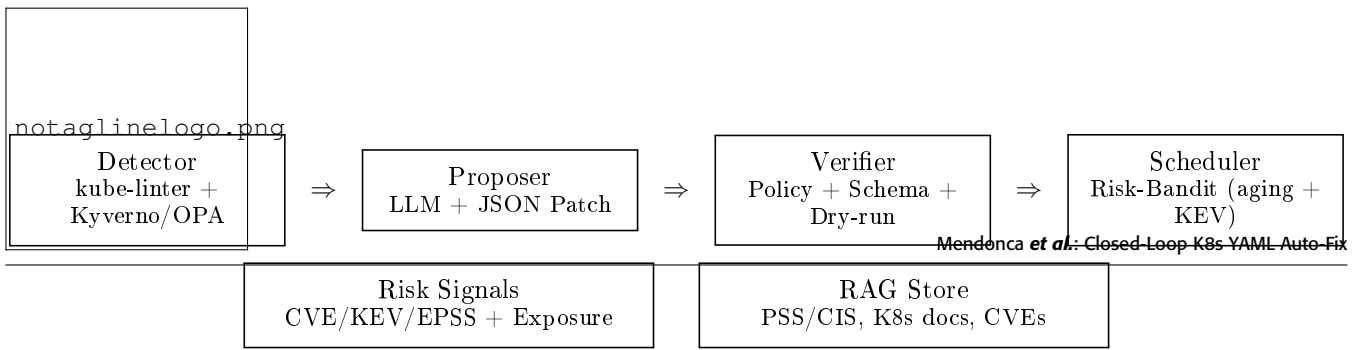 notaglinelogo.png
Detector
kube-linter +
Kyverno/OPA
⇒
Proposer
LLM + JSON Patch
⇒
Verifier
Policy + Schema +
Dry-run
⇒
Scheduler
Risk-Bandit (aging +
KEV)
Mendonca et al.: Closed-Loop K8s YAML Auto-Fix
Risk Signals
CVE/KEV/EPSS + Exposure
RAG Store
PSS/CIS, K8s docs, CVEs